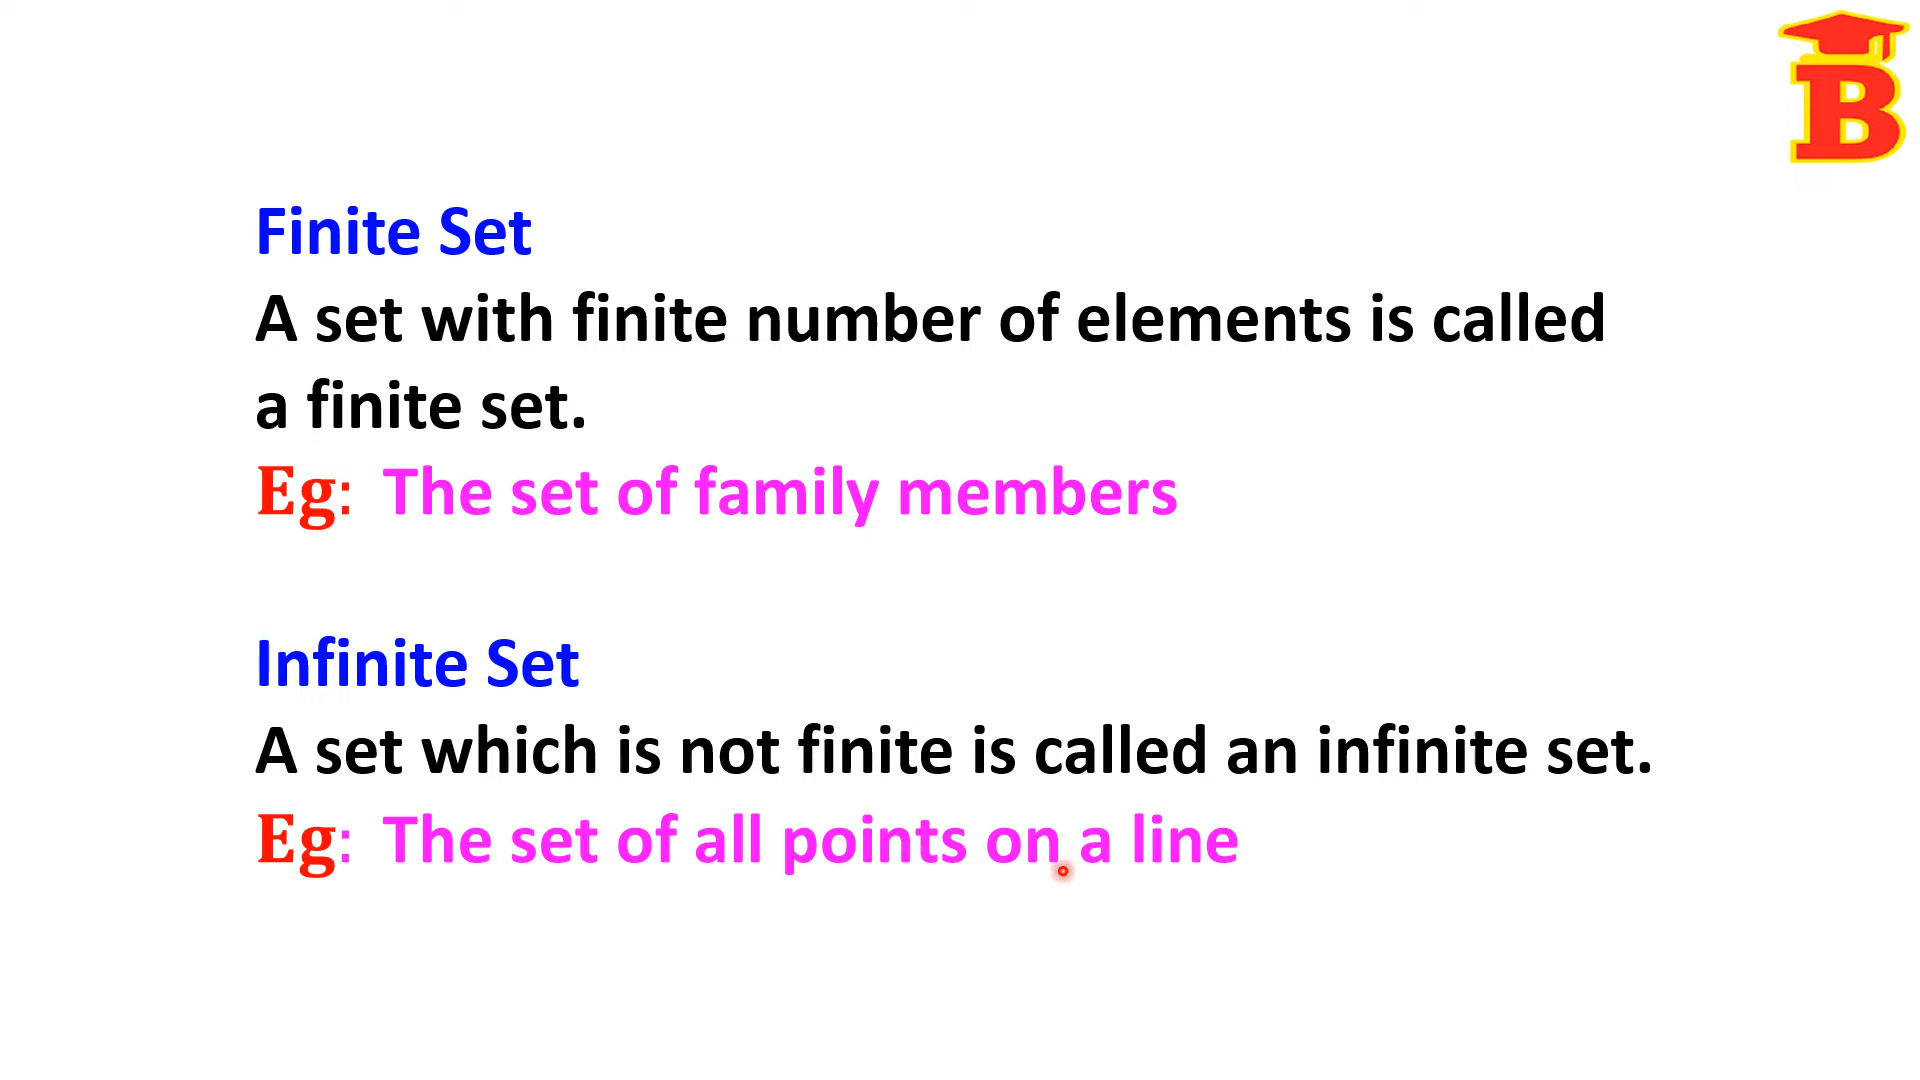 B
Finite Set
A set with finite number of elements is called
a finite set.
Eg: The set of family members
Infinite Set
A set which is not finite is called an infinite set.
Eg: The set of all points on a line